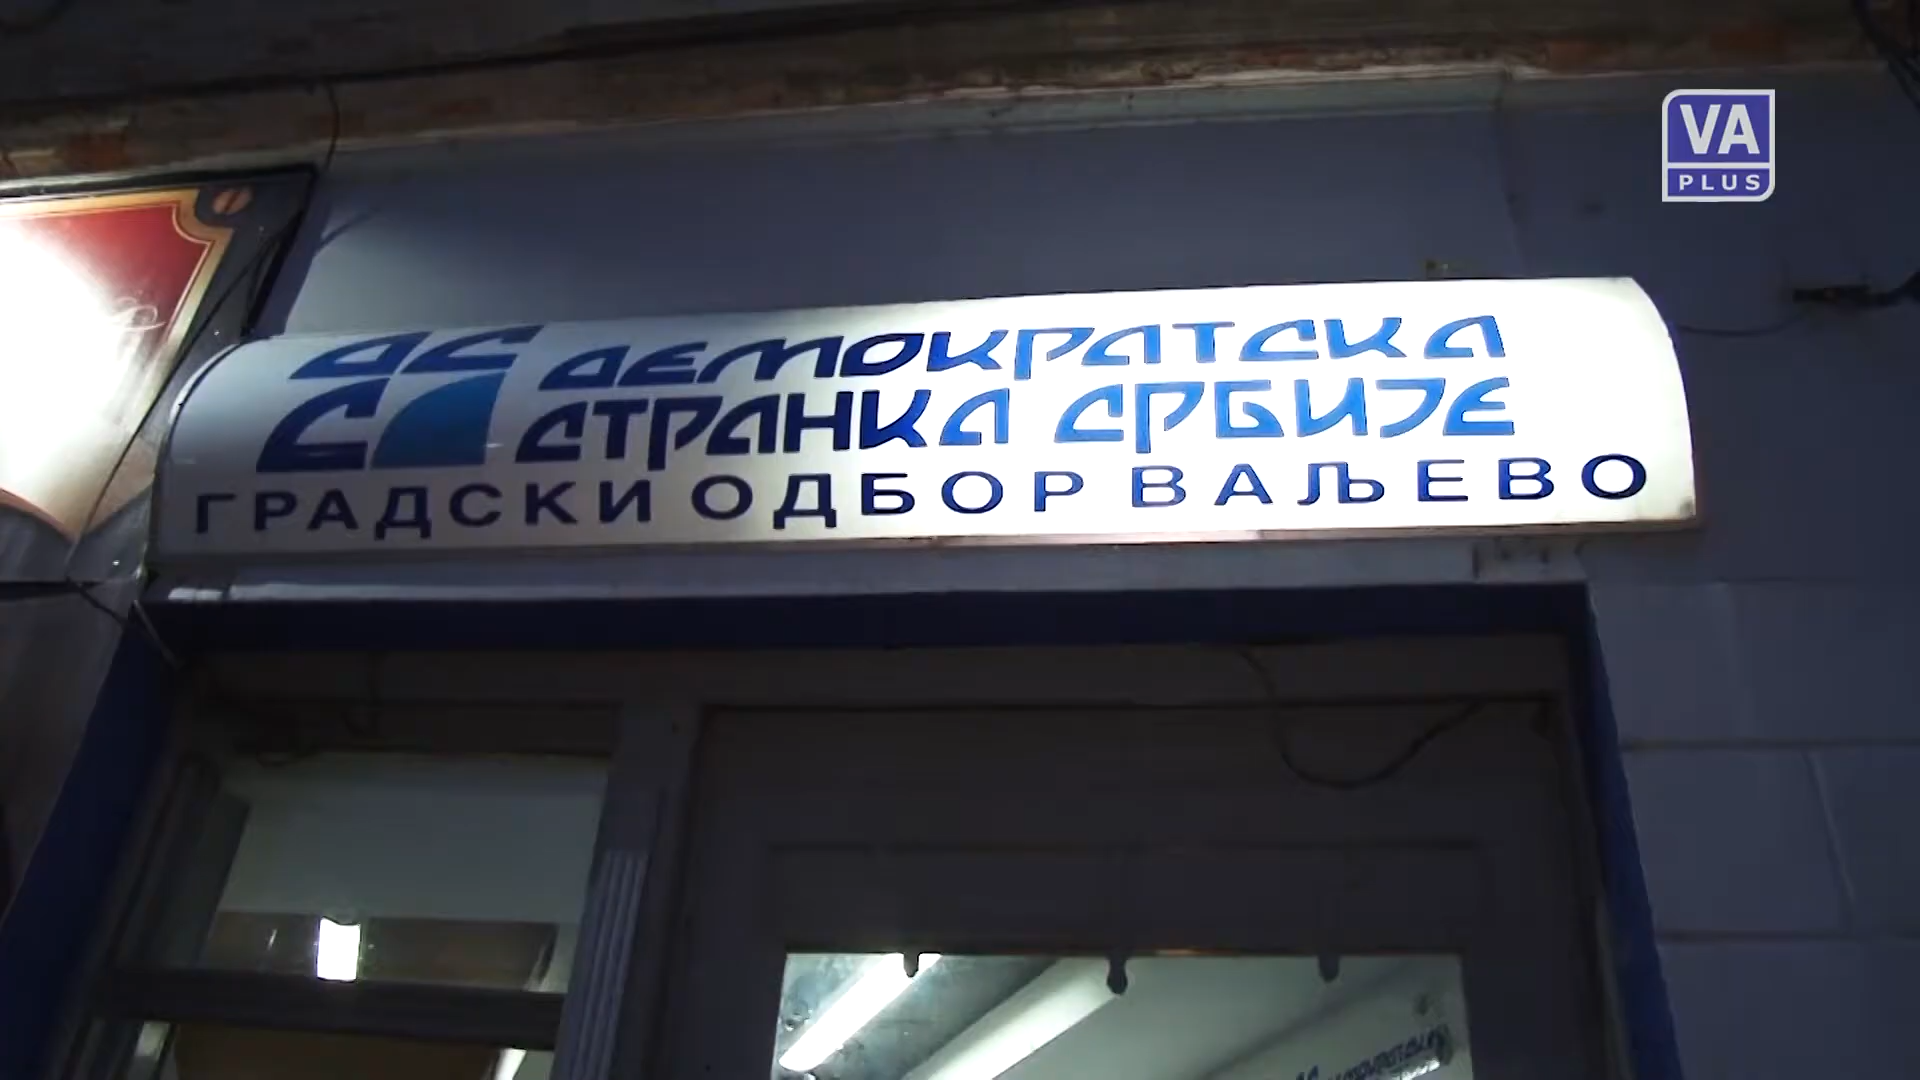 VA
PLUS
ДС
С
ДЕМОКРАТСКА
СТРАНКА СРБИЈЕ
ГРАДСКИ ОДБОР ВАЉЕВО